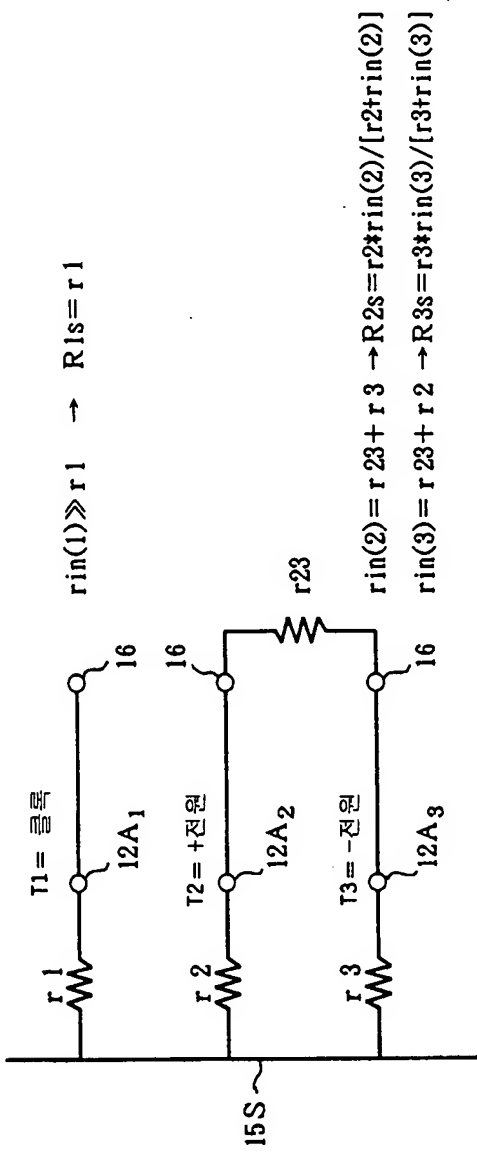 T1= 클록
r1
12A1
16
rin(1)≫r1 → R1s=r1
T2= +전원
r2
12A2
16
r23
T3= -전원
r3
12A3
16
rin(2)= r23+ r3 →R2s=r2*rin(2)/[r2+rin(2)]
rin(3)= r23+ r2 →R3s=r3*rin(3)/[r3+rin(3)]
15S